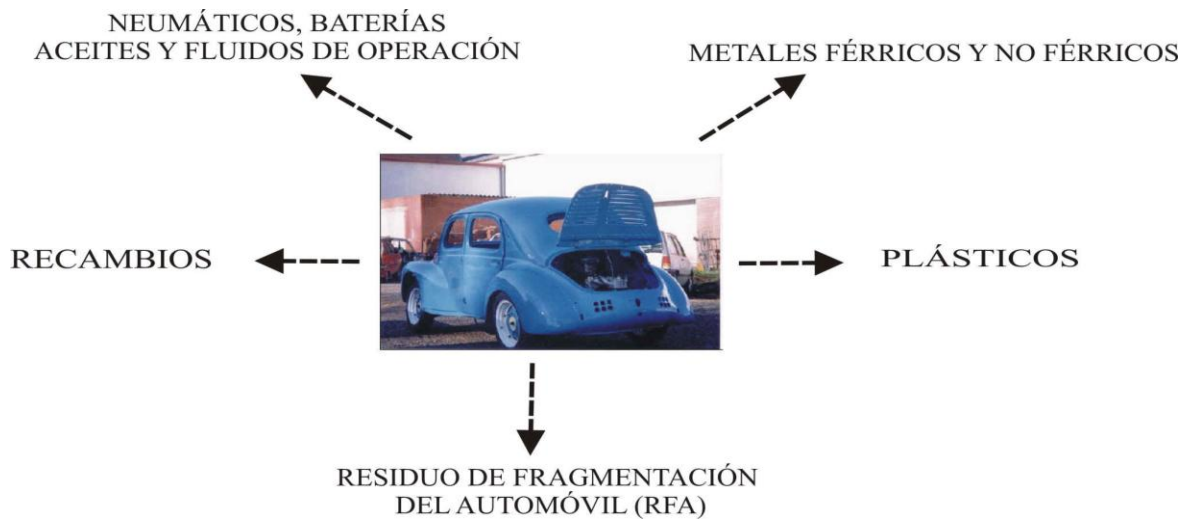 NEUMÁTICOS, BATERÍAS
ACEITES Y FLUIDOS DE OPERACIÓN
METALES FÉRRICOS Y NO FÉRRICOS
RECAMBIOS
PLÁSTICOS
RESIDUO DE FRAGMENTACIÓN
DEL AUTOMÓVIL (RFA)